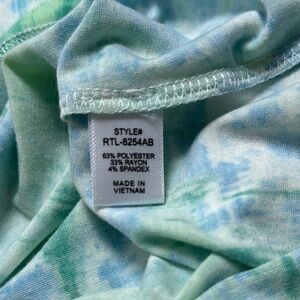 STYLE#
RTL-8254AB
63% POLYESTER
33% RAYON
4% SPANDEX
MADE IN
VIETNAM